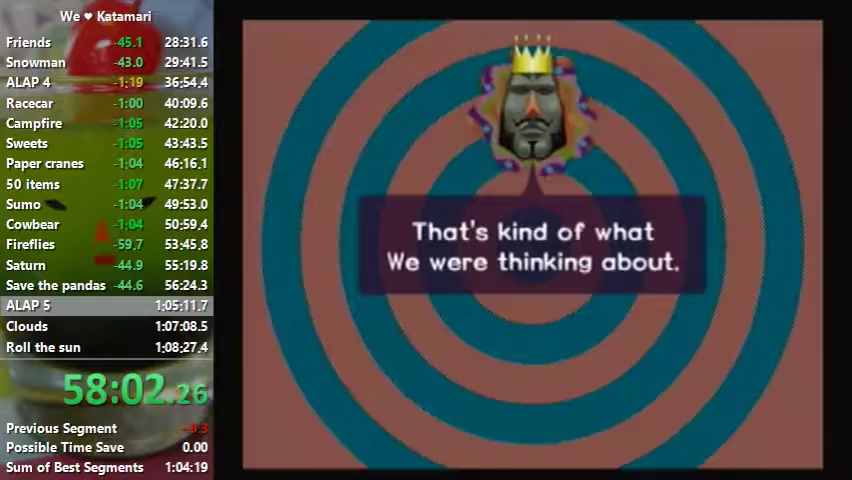 We ♥ Katamari
Friends -45.1 28:31.6
Snowman -43.0 29:41.5
ALAP 4 -1:19 36:54.4
Racecar -1:00 40:09.6
Campfire -1:05 42:20.0
Sweets -1:05 43:43.5
Paper cranes -1:04 46:16.1
50 items -1:07 47:37.7
Sumo -1:04 49:53.0
Cowbear -1:04 50:59.4
Fireflies -59.7 53:45.8
Saturn -44.9 55:19.8
Save the pandas -44.6 56:24.3
ALAP 5 1:05:11.7
Clouds 1:07:08.5
Roll the sun 1:08:27.4
58:02.26
Previous Segment -0.3
Possible Time Save 0.00
Sum of Best Segments 1:04:19
That's kind of what
We were thinking about.